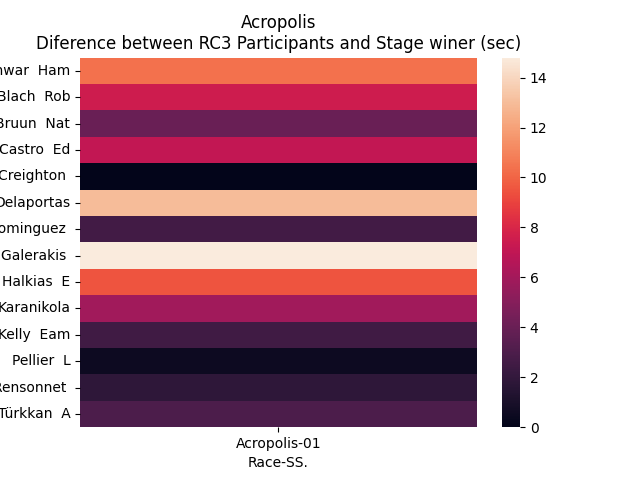 Acropolis
Diference between RC3 Participants and Stage winer (sec)
nwar Ham
Blach Rob
Bruun Nat
Castro Ed
Creighton
Delaportas
ominguez
Galerakis
Halkias E
Karanikola
Kelly Eam
Pellier L
Rensonnet
Türkkan A
14
12
10
8
6
4
2
0
Acropolis-01
Race-SS.